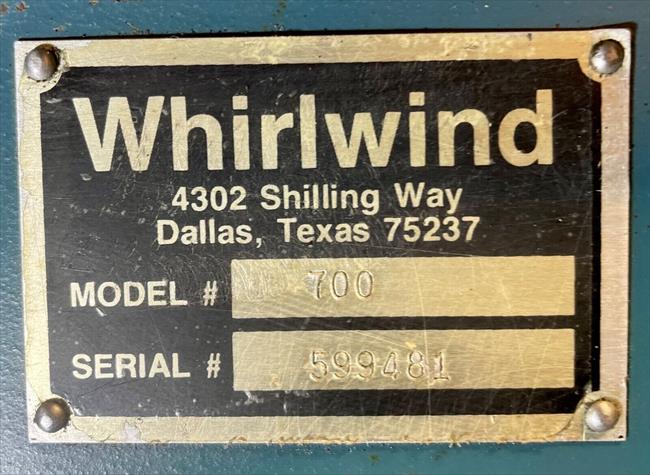 Whirlwind
4302 Shilling Way
Dallas, Texas 75237
MODEL # 700
SERIAL # 599481